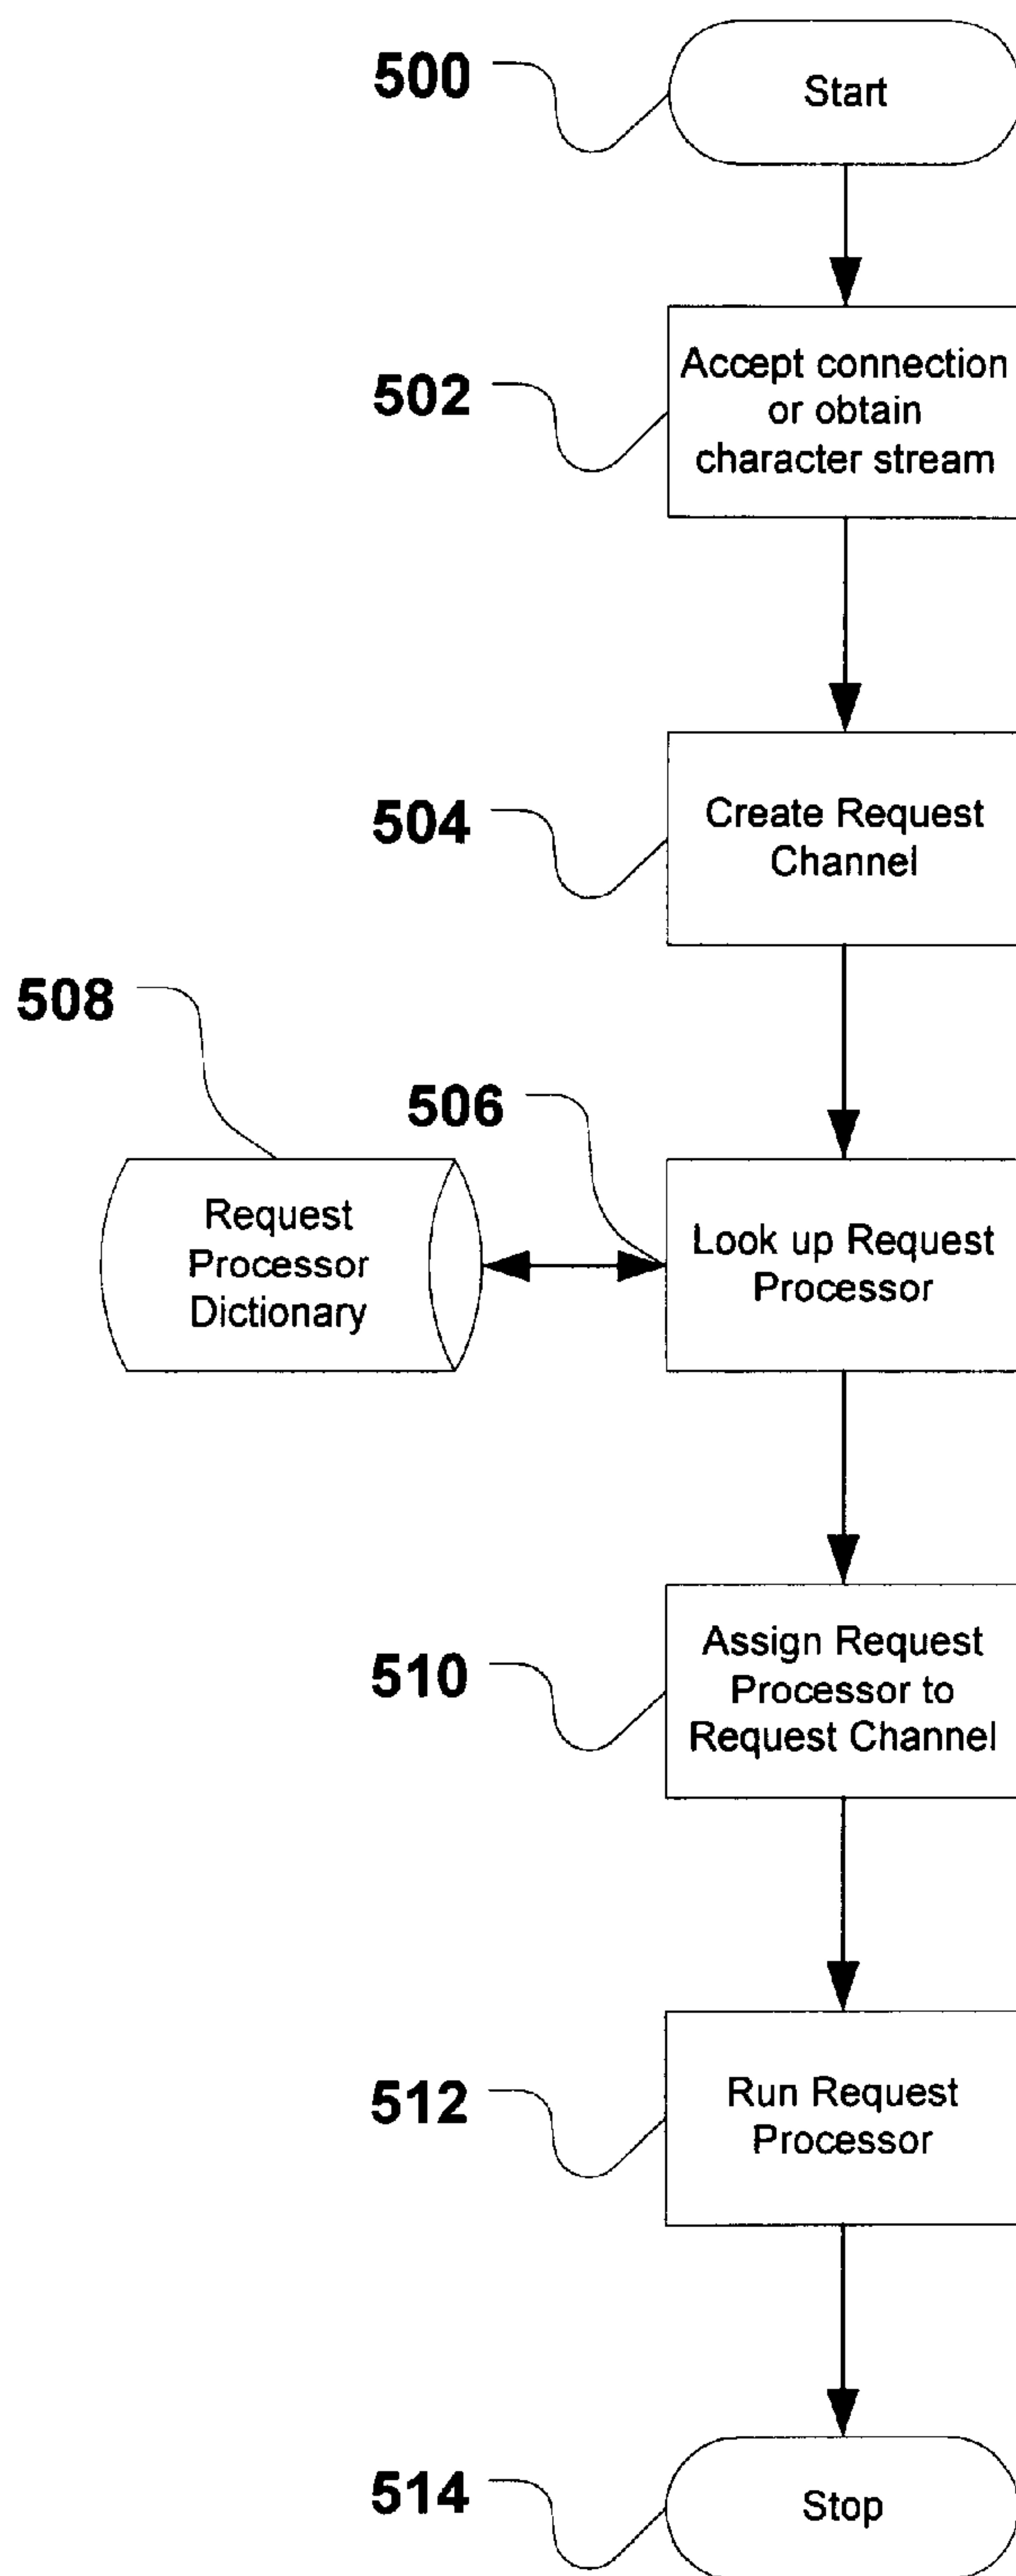 500
Start
502
Accept connection
or obtain
character stream
504
Create Request
Channel
508
506
Request
Processor
Dictionary
Look up Request
Processor
510
Assign Request
Processor to
Request Channel
512
Run Request
Processor
514
Stop